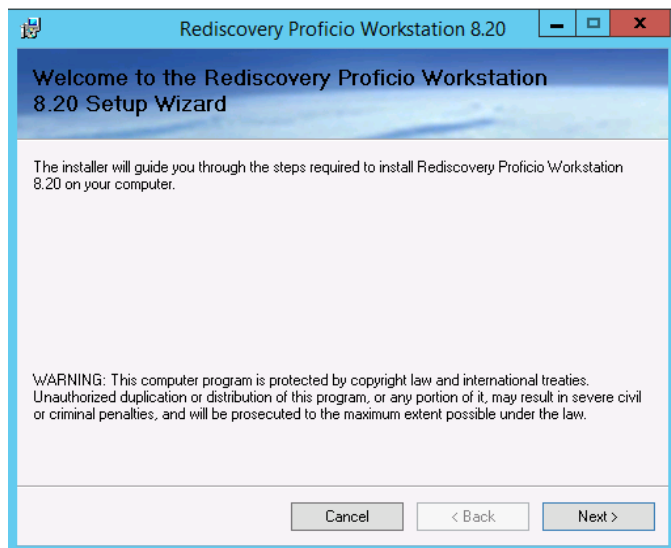 Rediscovery Proficio Workstation 8.20
Welcome to the Rediscovery Proficio Workstation
8.20 Setup Wizard
The installer will guide you through the steps required to install Rediscovery Proficio Workstation
8.20 on your computer.
WARNING: This computer program is protected by copyright law and international treaties.
Unauthorized duplication or distribution of this program, or any portion of it, may result in severe civil
or criminal penalties, and will be prosecuted to the maximum extent possible under the law.
Cancel
< Back
Next >